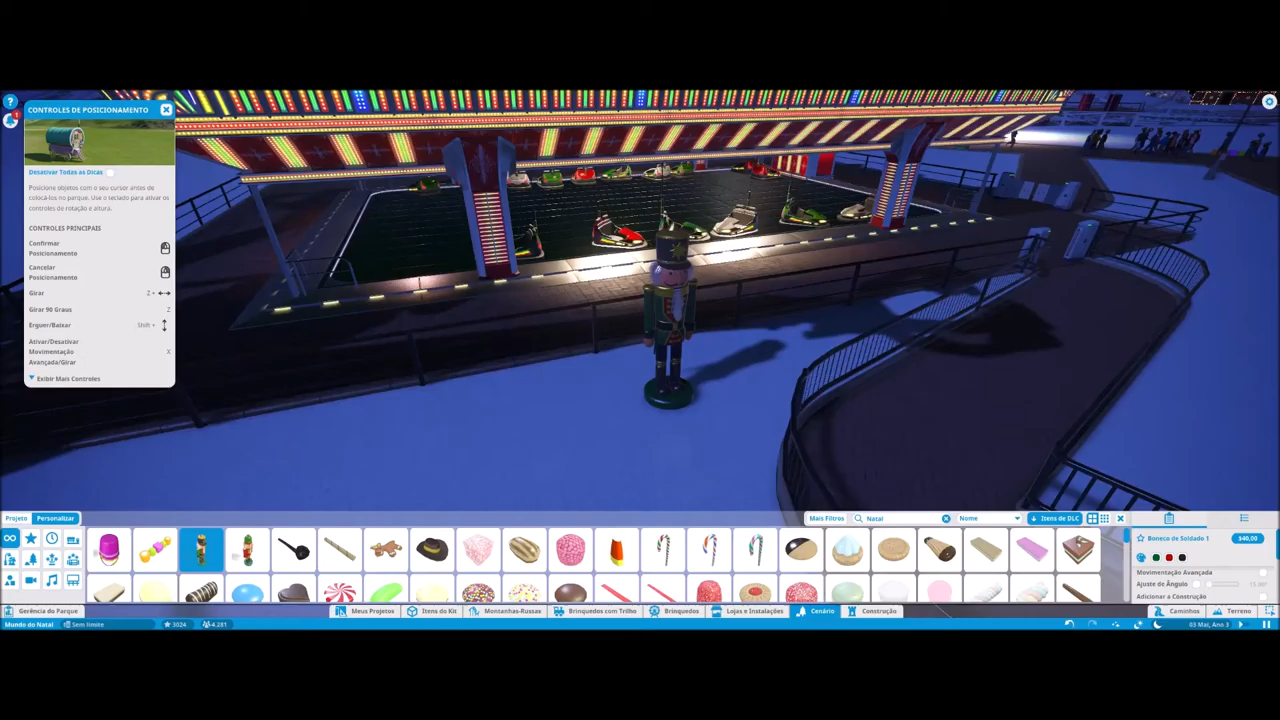 ?
1
CONTROLES DE POSICIONAMENTO
Desativar Todas as Dicas
Posicione objetos com o seu cursor antes de
colocá-los no parque. Use o teclado para ativar os
controles de rotação e altura.
CONTROLES PRINCIPAIS
Confirmar
Posicionamento
Cancelar
Posicionamento
Girar Z +
Girar 90 Graus Z
Erguer/Baixar Shift +
Ativar/Desativar
Movimentação X
Avançada/Girar
Exibir Mais Controles
Projeto Personalizar Mais Filtros Natal Nome Itens de DLC
Boneca de Soldado 1 $40,00
Movimentação Avançada
Ajuste de Ângulo
Adicionar a Construção
Gerência do Parque Meus Projetos Itens do Kit Montanhas-Russas Brinquedos com Trilho Brinquedos Lojas e Instalações Cenário Construção Caminhos Terreno
Mundo do Natal Sem limite 3024 4.281 03 Mai, Ano 3